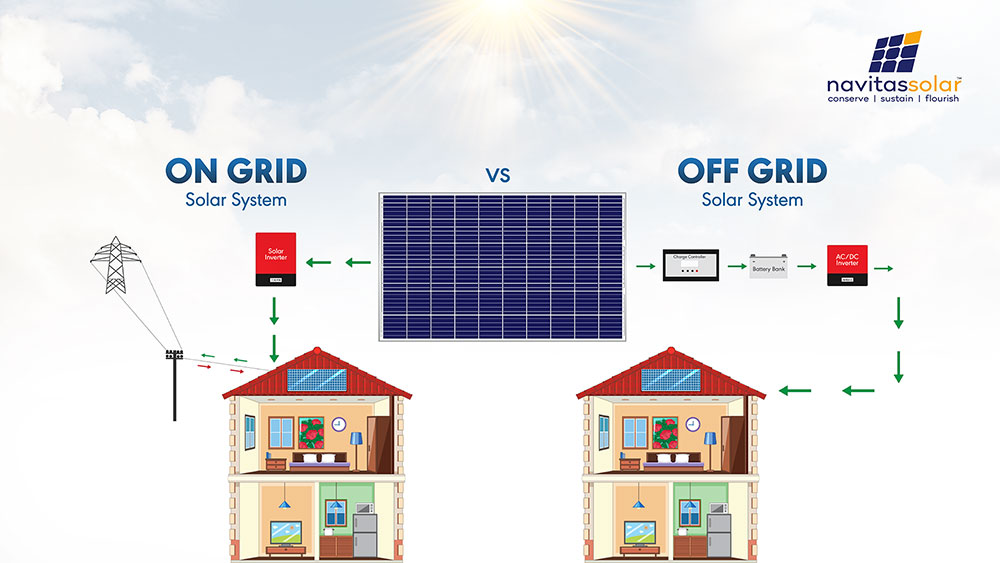 navitassolar
conserve | sustain | flourish
ON GRID
Solar System
VS
OFF GRID
Solar System
Solar
Inverter
Charge Controller
Battery Bank
AC/DC
Inverter